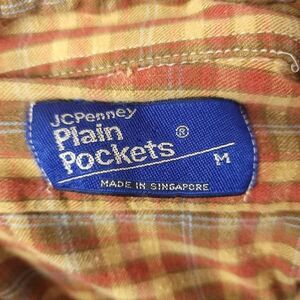 JCPenney
Plain
Pockets ®
M
MADE IN SINGAPORE